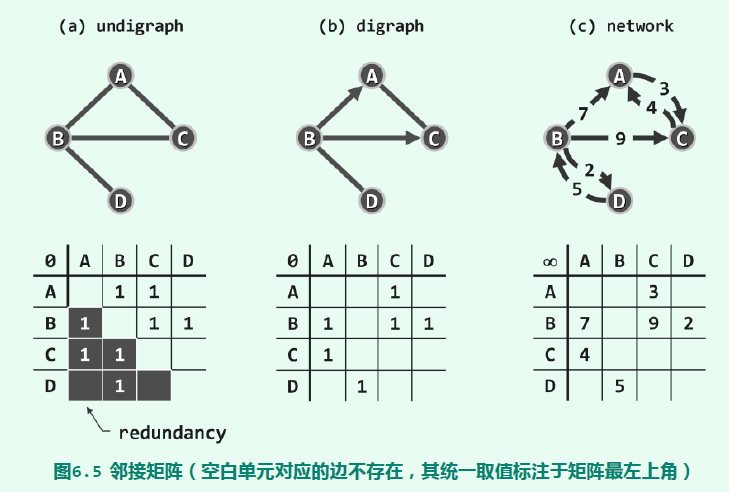 (a) undigraph (b) digraph (c) network
A A A
3
4
7
B C B C B 9 C
2
5
D D D
0 A B C D 0 A B C D ∞ A B C D
A 1 1 A 1 A 3
B 1 1 1 B 1 1 1 B 7 9 2
C 1 1 C 1 C 4
D 1 D 1 D 5
redundancy
图6.5 邻接矩阵（空白单元对应的边不存在，其统一取值标注于矩阵最左上角）